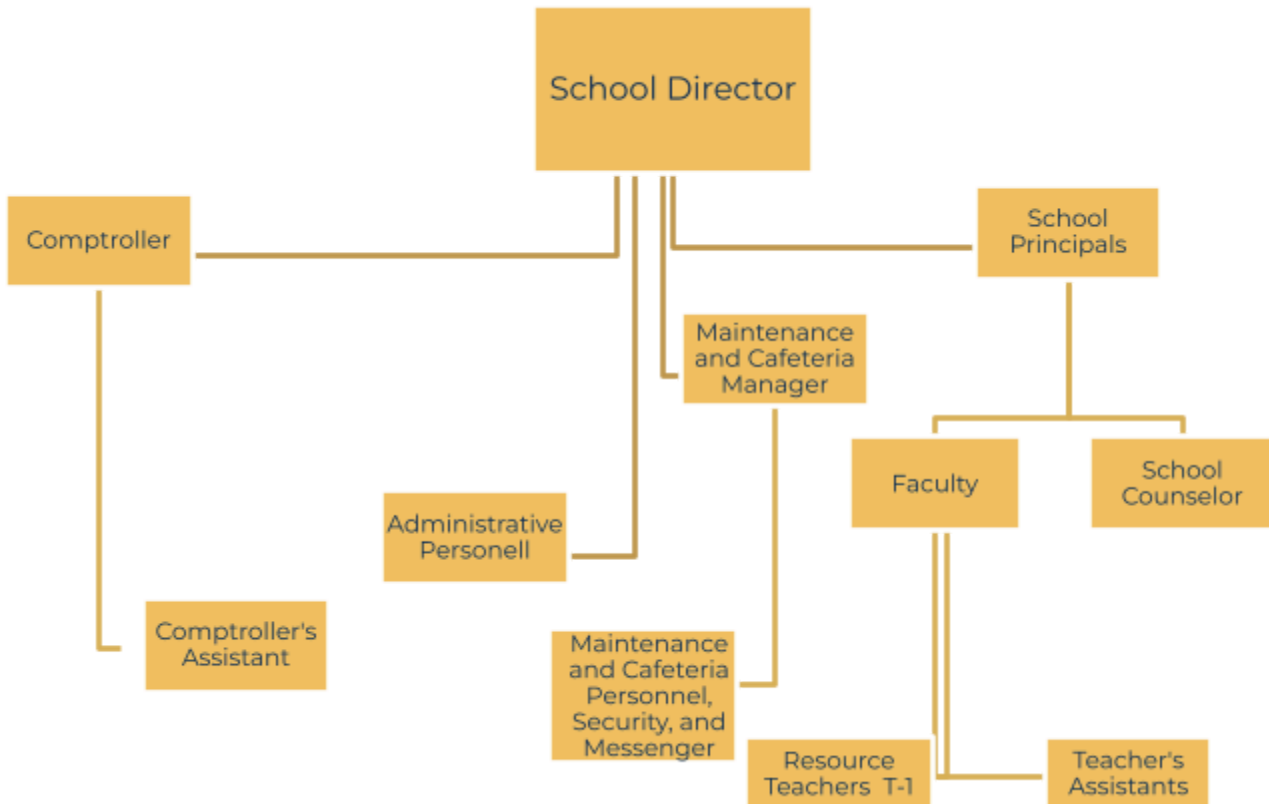 School Director
Comptroller
School
Principals
Maintenance
and Cafeteria
Manager
Faculty
School
Counselor
Administrative
Personell
Comptroller's
Assistant
Maintenance
and Cafeteria
Personnel,
Security, and
Messenger
Resource
Teachers T-1
Teacher's
Assistants